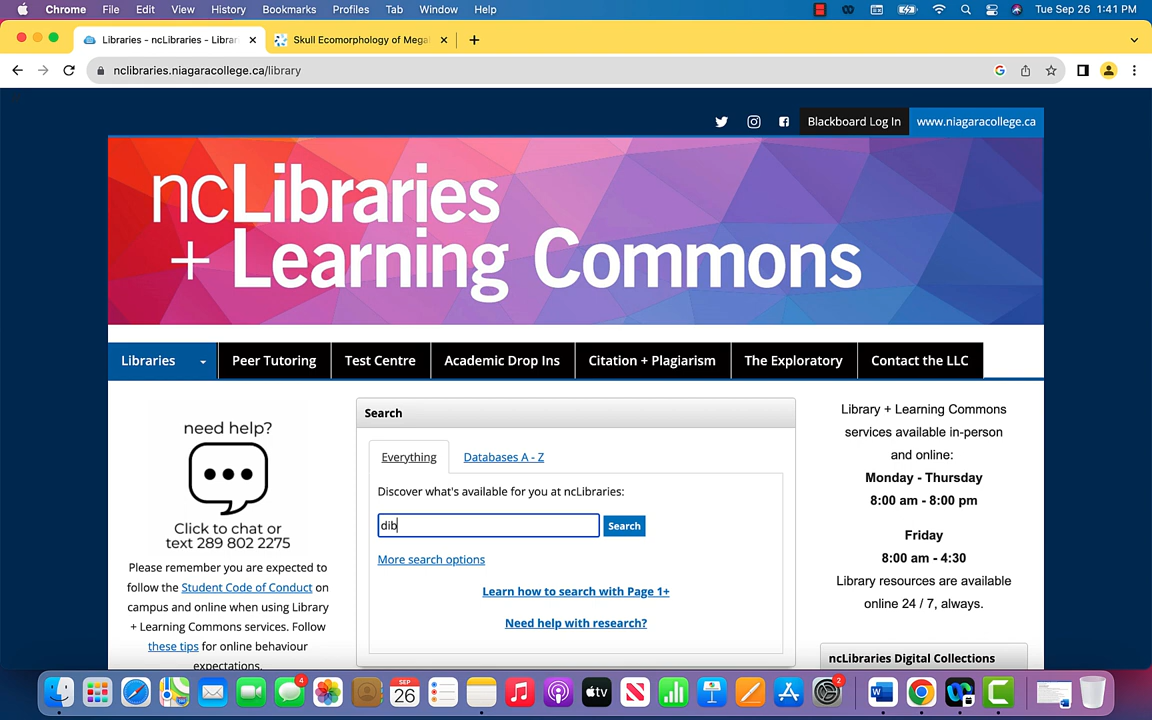 Chrome File Edit View History Bookmarks Profiles Tab Window Help Tue Sep 26 1:41 PM
Libraries - ncLibraries - Librar
Skull Ecomorphology of Mega
nclibraries.niagaracollege.ca/library
Blackboard Log In
www.niagaracollege.ca
ncLibraries
+ Learning Commons
Libraries Peer Tutoring Test Centre Academic Drop Ins Citation + Plagiarism The Exploratory Contact the LLC
need help?
Click to chat or
text 289 802 2275
Please remember you are expected to
follow the Student Code of Conduct on
campus and online when using Library
+ Learning Commons services. Follow
these tips for online behaviour
expectations.
Search
Everything
Databases A - Z
Discover what's available for you at ncLibraries:
dib
Search
More search options
Learn how to search with Page 1+
Need help with research?
Library + Learning Commons
services available in-person
and online:
Monday - Thursday
8:00 am - 8:00 pm
Friday
8:00 am - 4:30
Library resources are available
online 24 / 7, always.
ncLibraries Digital Collections
4
SEP
26
tv
2